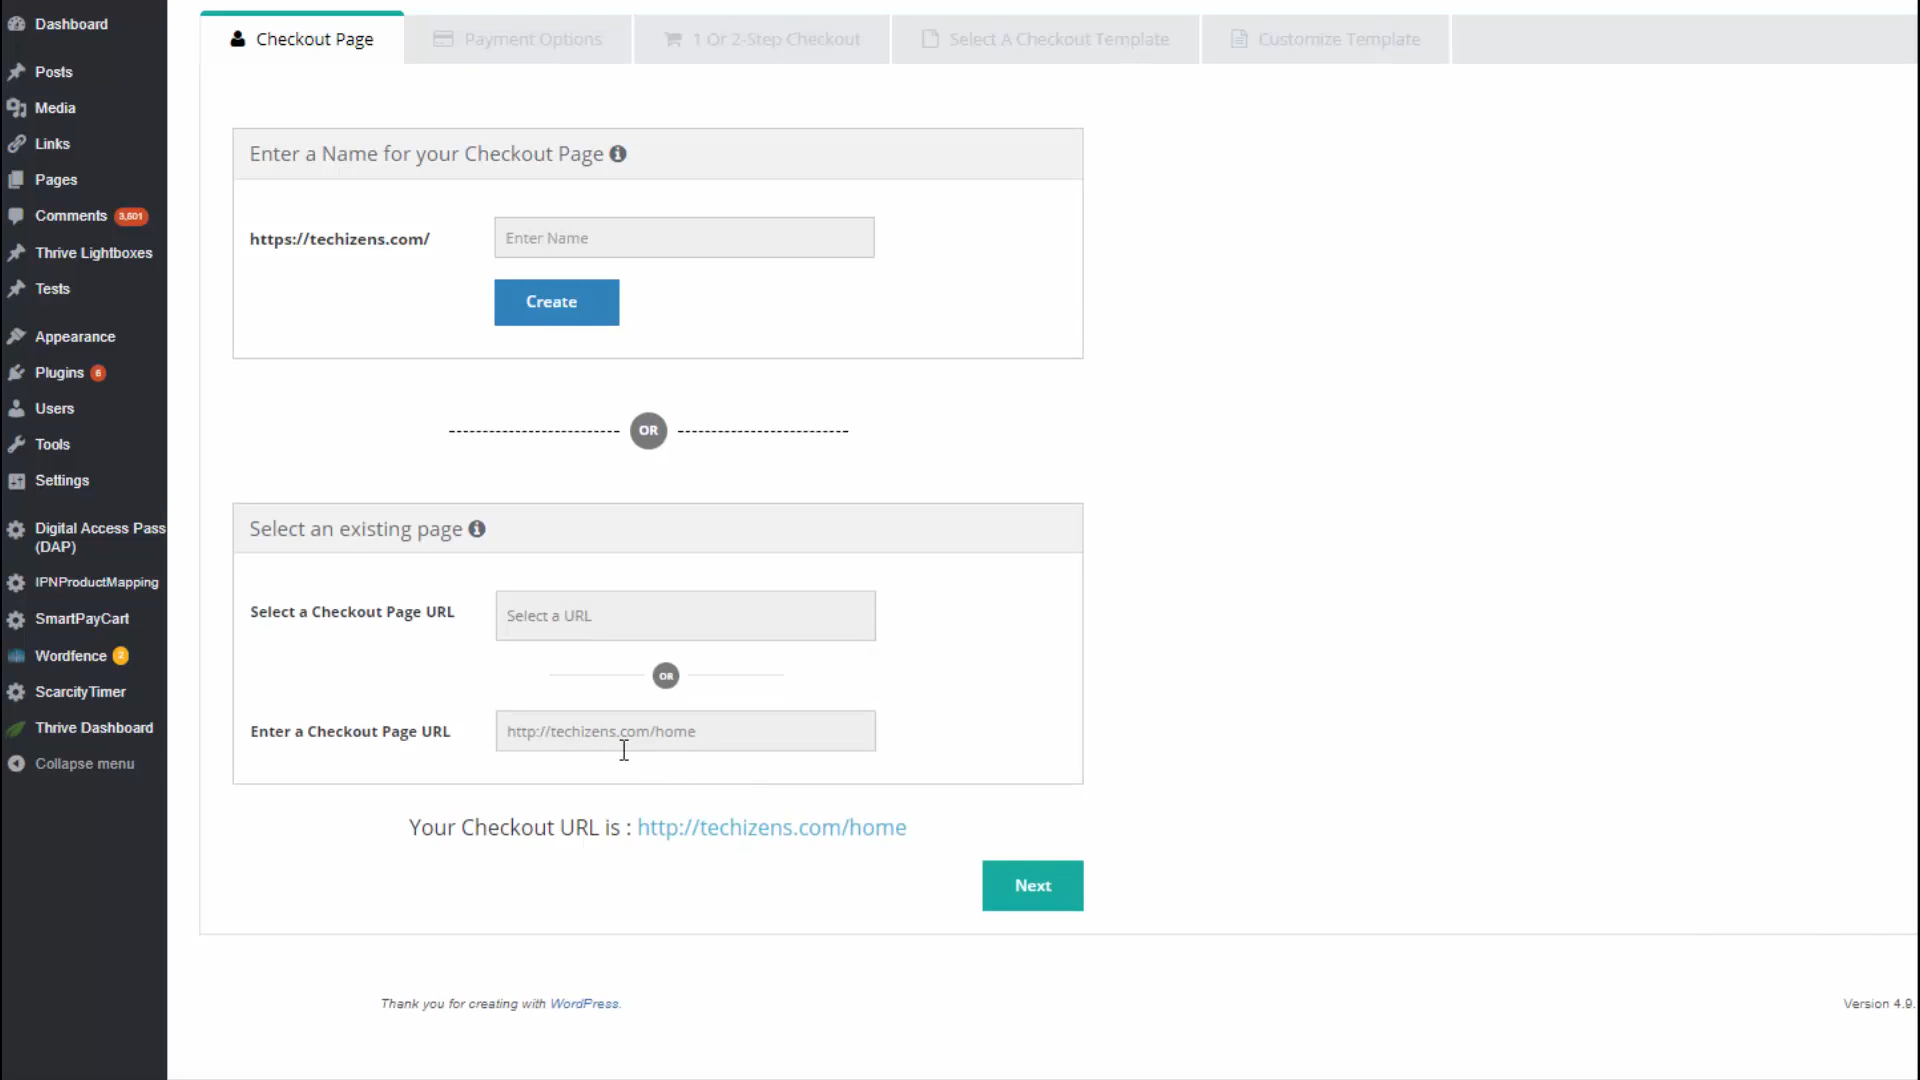 Dashboard
Posts
Media
Links
Pages
Comments 3,601
Thrive Lightboxes
Tests
Appearance
Plugins 6
Users
Tools
Settings
Digital Access Pass
(DAP)
IPNProductMapping
SmartPayCart
Wordfence 2
ScarcityTimer
Thrive Dashboard
Collapse menu
Checkout Page
Payment Options
1 Or 2-Step Checkout
Select A Checkout Template
Customize Template
Enter a Name for your Checkout Page
https://techizens.com/
Enter Name
Create
OR
Select an existing page
Select a Checkout Page URL
Select a URL
OR
Enter a Checkout Page URL
http://techizens.com/home
Your Checkout URL is : http://techizens.com/home
Next
Thank you for creating with WordPress.
Version 4.9.